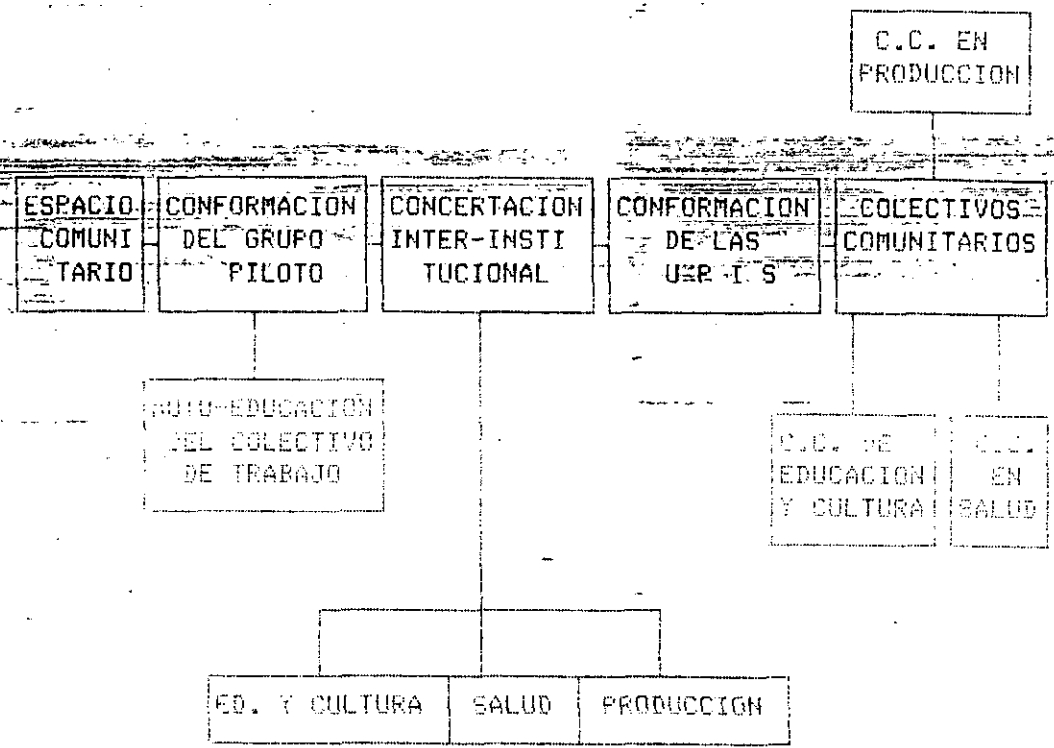 C.C. EN
PRODUCCION
ESPACIO
COMUNI
TARIO
CONFORMACION
DEL GRUPO
PILOTO
CONCERTACION
INTER-INSTI
TUCIONAL
CONFORMACION
DE LAS
COLECTIVOS
COMUNITARIOS
AUTO-EDUCACION
DEL COLECTIVO
DE TRABAJO
C.C. DE
EDUCACION
Y CULTURA
C.C.
EN
SALUD
ED. Y CULTURA
SALUD
PRODUCCION